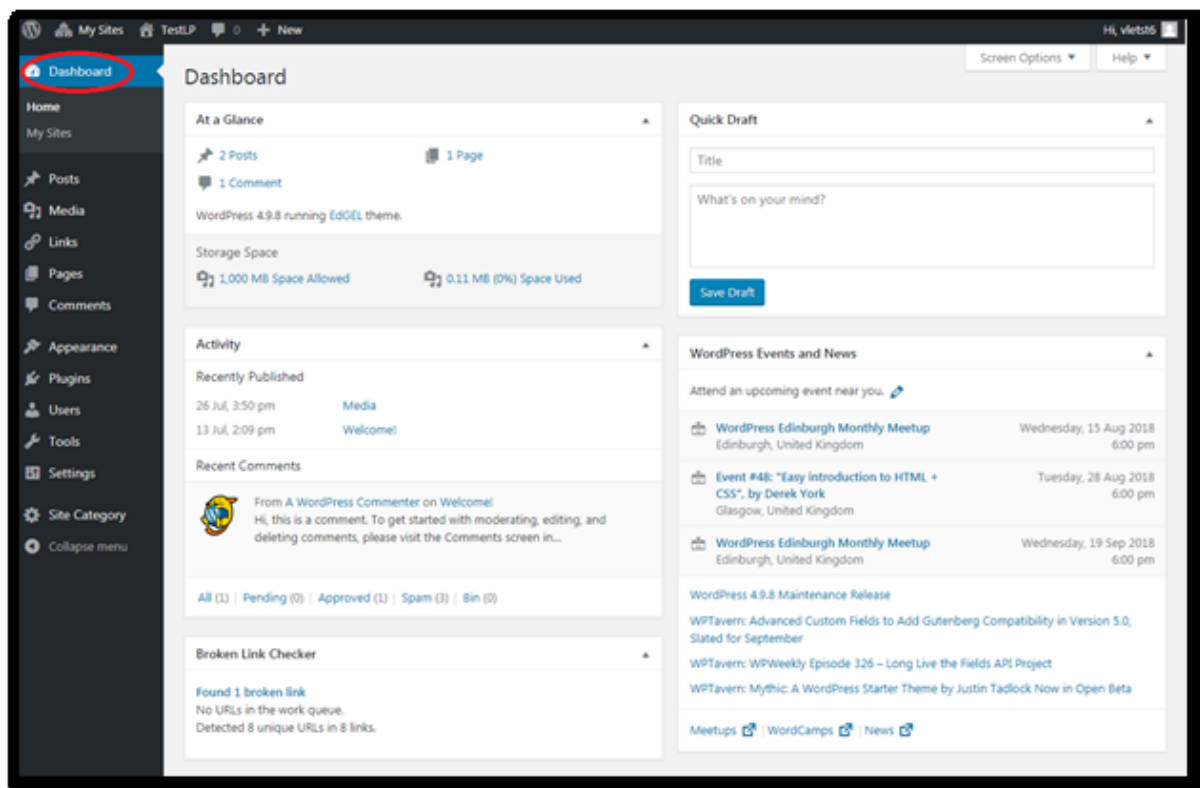 My Sites TestLP 0 New Hi, vletst6
Dashboard
Home
My Sites
Posts
Media
Links
Pages
Comments
Appearance
Plugins
Users
Tools
Settings
Site Category
Collapse menu
Screen Options Help
Dashboard
At a Glance
2 Posts 1 Page
1 Comment
WordPress 4.9.8 running EdGEL theme.
Storage Space
1,000 MB Space Allowed 0.11 MB (0%) Space Used
Activity
Recently Published
26 Jul, 3:50 pm Media
13 Jul, 2:09 pm Welcome!
Recent Comments
From A WordPress Commenter on Welcome!
Hi, this is a comment. To get started with moderating, editing, and
deleting comments, please visit the Comments screen in...
All (1) | Pending (0) | Approved (1) | Spam (3) | Bin (0)
Broken Link Checker
Found 1 broken link
No URLs in the work queue.
Detected 8 unique URLs in 8 links.
Quick Draft
Title
What's on your mind?
Save Draft
WordPress Events and News
Attend an upcoming event near you.
WordPress Edinburgh Monthly Meetup Wednesday, 15 Aug 2018
Edinburgh, United Kingdom 6:00 pm
Event #48: "Easy introduction to HTML + Tuesday, 28 Aug 2018
CSS", by Derek York 6:00 pm
Glasgow, United Kingdom
WordPress Edinburgh Monthly Meetup Wednesday, 19 Sep 2018
Edinburgh, United Kingdom 6:00 pm
WordPress 4.9.8 Maintenance Release
WPTavern: Advanced Custom Fields to Add Gutenberg Compatibility in Version 5.0,
Slated for September
WPTavern: WPWeekly Episode 326 – Long Live the Fields API Project
WPTavern: Mythic: A WordPress Starter Theme by Justin Tadlock Now in Open Beta
Meetups | WordCamps | News